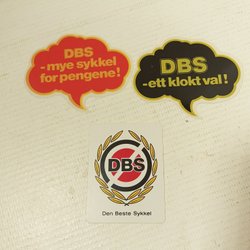 DBS
- mye sykkel
for pengene!
DBS
-ett klokt val!
DBS
Den Beste Sykkel